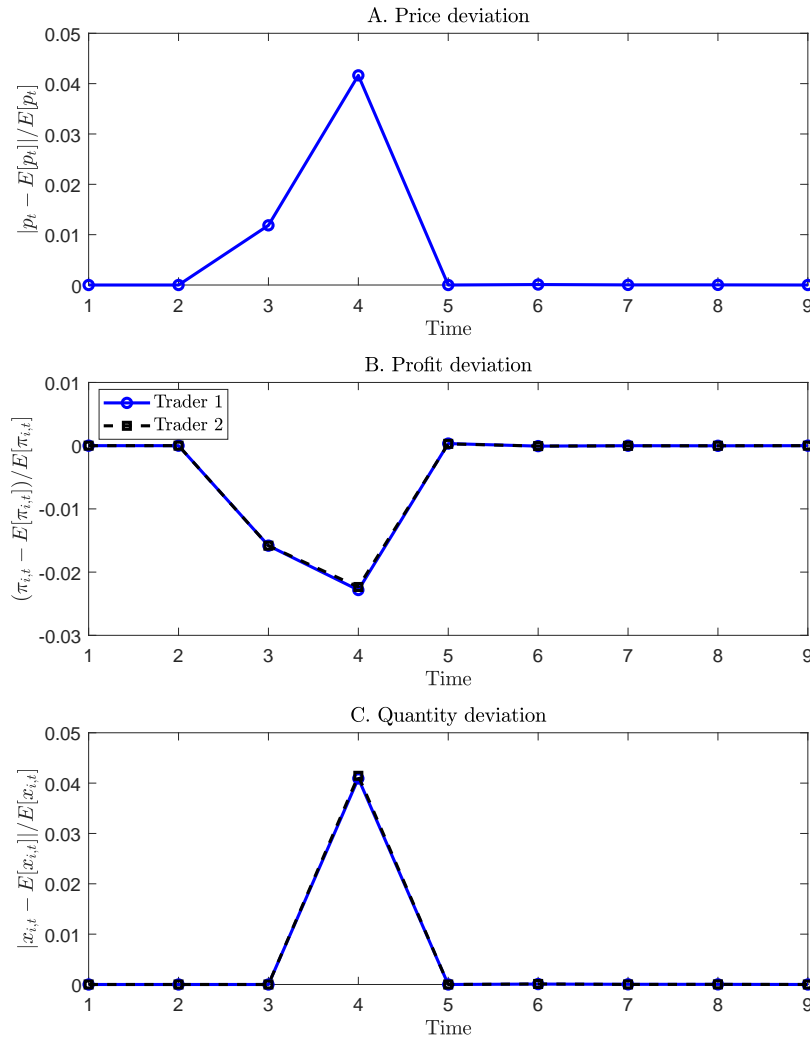 A. Price deviation
|p_t − E[p_t]|/E[p_t]
0.05
0.04
0.03
0.02
0.01
0
1 2 3 4 5 6 7 8 9
Time
B. Profit deviation
(π_{i,t} − E[π_{i,t}])/E[π_{i,t}]
Trader 1
Trader 2
0.01
0
-0.01
-0.02
-0.03
1 2 3 4 5 6 7 8 9
Time
C. Quantity deviation
|x_{i,t} − E[x_{i,t}]|/E[x_{i,t}]
0.05
0.04
0.03
0.02
0.01
0
1 2 3 4 5 6 7 8 9
Time